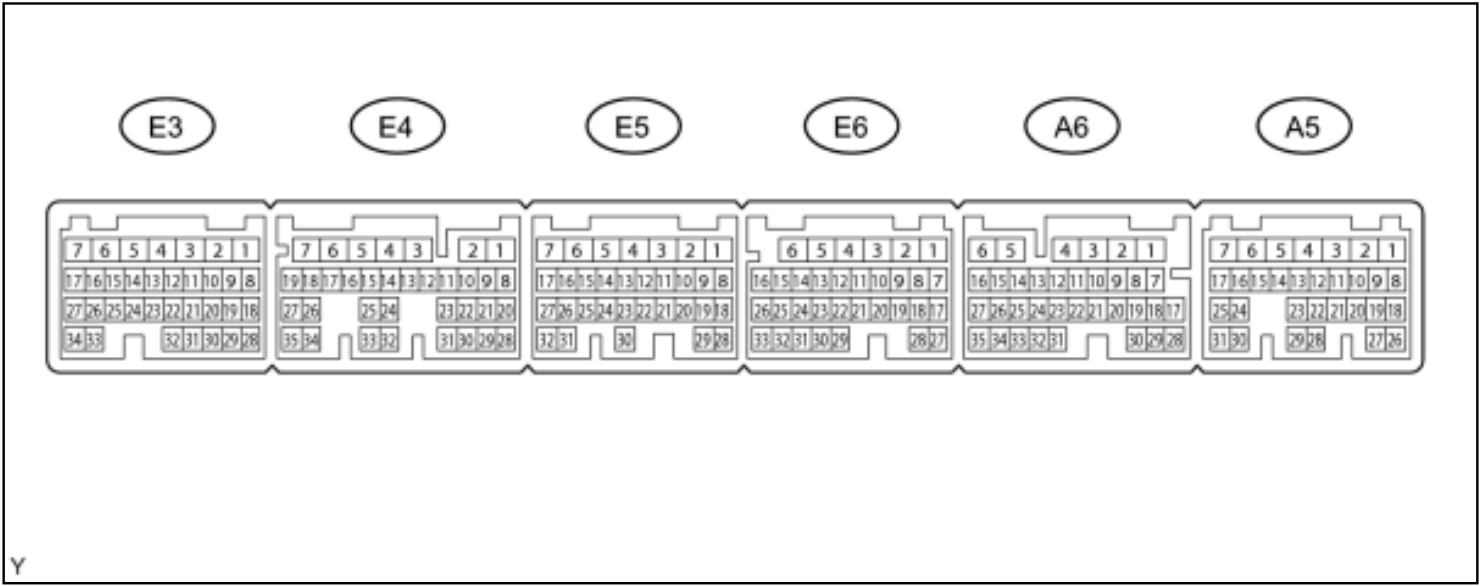 E3 E4 E5 E6 A6 A5
7 6 5 4 3 2 1 7 6 5 4 3 2 1 7 6 5 4 3 2 1 6 5 4 3 2 1 6 5 4 3 2 1 7 6 5 4 3 2 1
17 16 15 14 13 12 11 10 9 8 19 18 17 16 15 14 13 12 11 10 9 8 17 16 15 14 13 12 11 10 9 8 16 15 14 13 12 11 10 9 8 7 16 15 14 13 12 11 10 9 8 7 17 16 15 14 13 12 11 10 9 8
27 26 25 24 23 22 21 20 19 18 27 26 25 24 23 22 21 20 27 26 25 24 23 22 21 20 19 18 26 25 24 23 22 21 20 19 18 17 27 26 25 24 23 22 21 20 19 18 17 25 24 23 22 21 20 19 18
34 33 32 31 30 29 28 35 34 33 32 31 30 29 28 32 31 30 29 28 33 32 31 30 29 28 27 35 34 33 32 31 30 29 28 31 30 29 28 27 26
Y